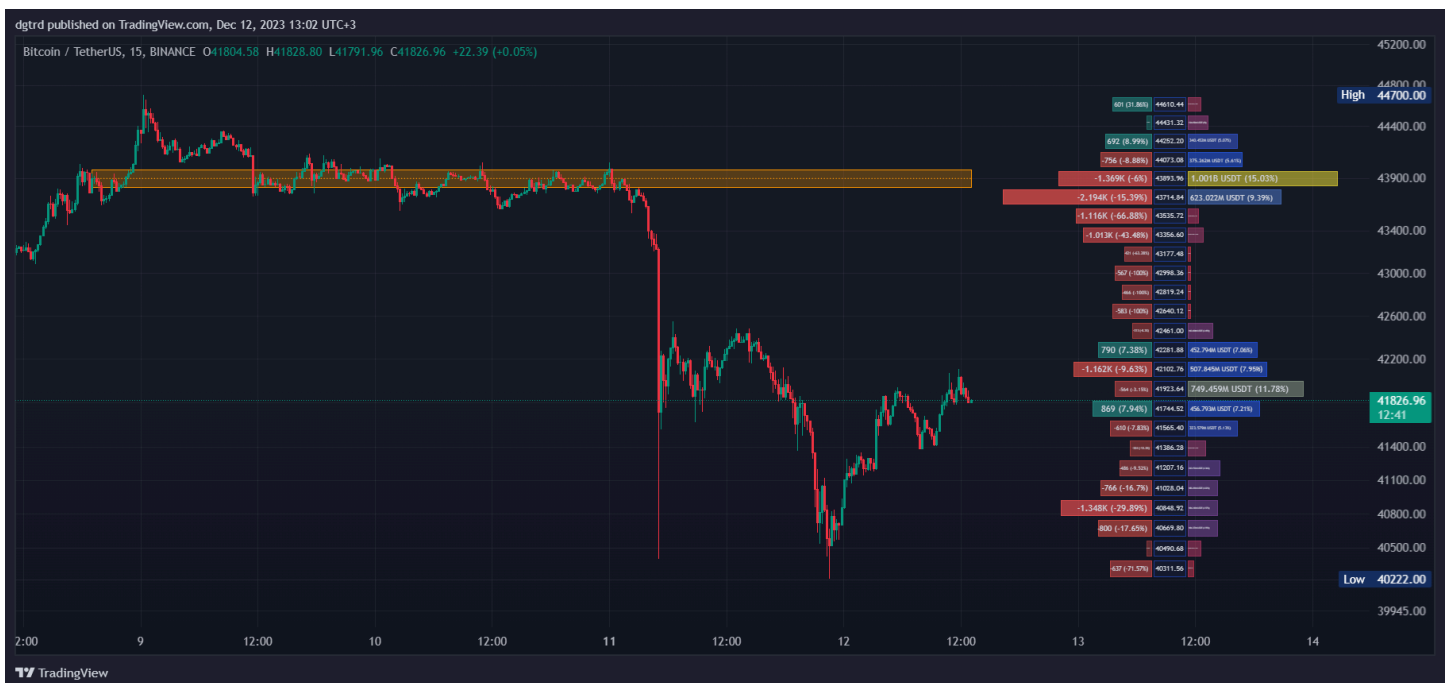 dgtrd published on TradingView.com, Dec 12, 2023 13:02 UTC+3
Bitcoin / TetherUS, 15, BINANCE O41804.58 H41828.80 L41791.96 C41826.96 +22.39 (+0.05%)
45200.00
44800.00
High 44700.00
601 (31.86%) 44610.44
44431.32
44400.00
692 (8.99%) 44252.20
-756 (-8.88%) 44073.08 375.262M USDT (5.61%)
-1.369K (-6%) 43893.96 1.001B USDT (15.03%) 43900.00
-2.194K (-15.39%) 43714.84 623.022M USDT (9.39%)
-1.116K (-66.88%) 43535.72
43400.00
-1.013K (-43.48%) 43356.60
43177.48
-567 (-100%) 42998.36 43000.00
-466 (-100%) 42819.24
-583 (-100%) 42640.12
42600.00
42461.00
790 (7.38%) 42281.88 452.794M USDT (7.06%)
42200.00
-1.162K (-9.63%) 42102.76 507.845M USDT (7.95%)
-564 (-3.15%) 41923.64 749.459M USDT (11.78%)
41826.96
12:41
869 (7.94%) 41744.52 456.793M USDT (7.21%)
-610 (-7.83%) 41565.40
41386.28 41400.00
41207.16
41100.00
-766 (-16.7%) 41028.04
-1.348K (-29.89%) 40848.92
40800.00
-800 (-17.65%) 40669.80
40490.68 40500.00
-637 (-71.57%) 40311.56
Low 40222.00
39945.00
2:00 9 12:00 10 12:00 11 12:00 12 12:00 13 12:00 14
TradingView